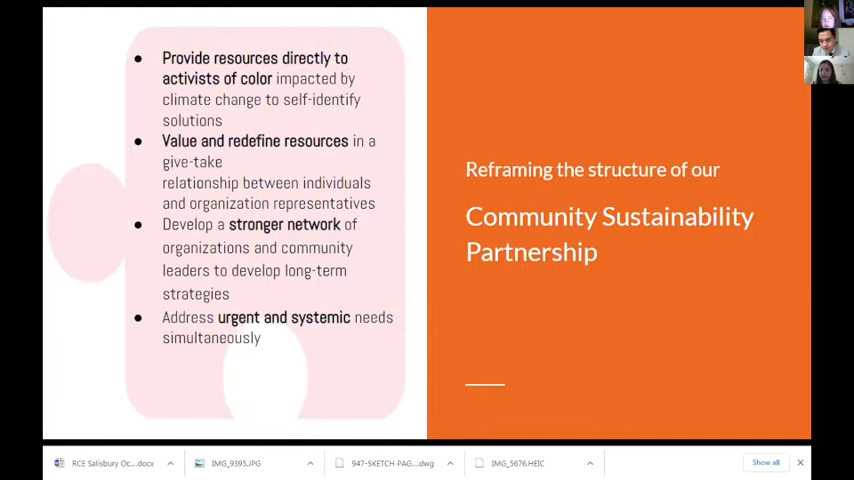 ● Provide resources directly to
activists of color impacted by
climate change to self-identify
solutions
● Value and redefine resources in a
give-take
relationship between individuals
and organization representatives
● Develop a stronger network of
organizations and community
leaders to develop long-term
strategies
● Address urgent and systemic needs
simultaneously
Reframing the structure of our
Community Sustainability
Partnership
RCE Salisbury Oc....docx
IMG_9395.JPG
947-SKETCH PAG....dwg
IMG_5676.HEIC
Show all